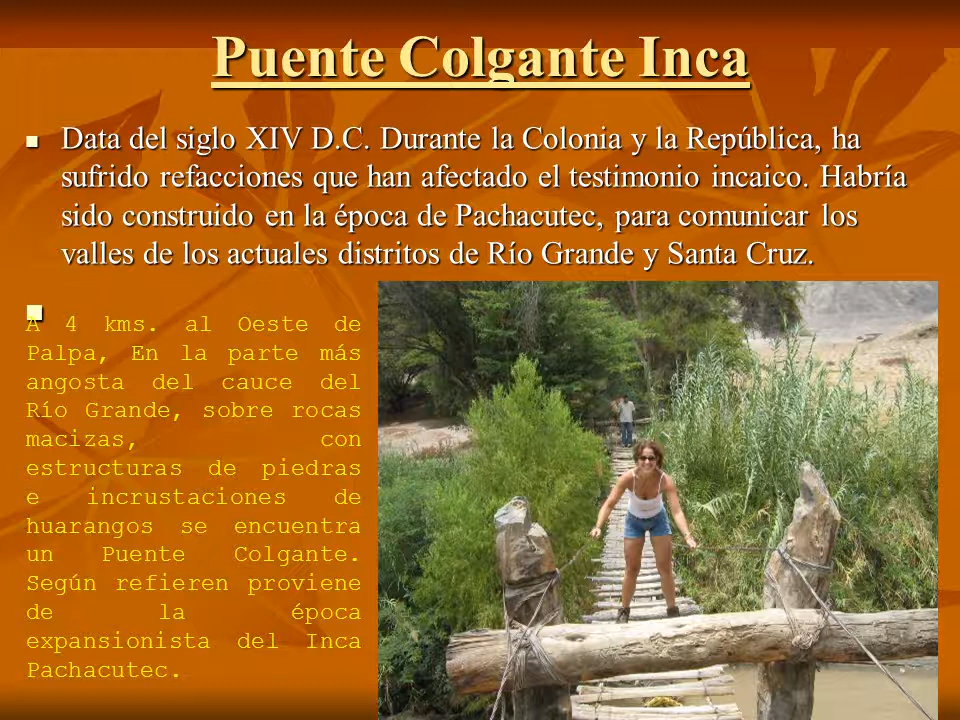 Puente Colgante Inca
Data del siglo XIV D.C. Durante la Colonia y la República, ha
sufrido refacciones que han afectado el testimonio incaico. Habría
sido construido en la época de Pachacutec, para comunicar los
valles de los actuales distritos de Río Grande y Santa Cruz.
A 4 kms. al Oeste de
Palpa, En la parte más
angosta del cauce del
Río Grande, sobre rocas
macizas, con
estructuras de piedras
e incrustaciones de
huarangos se encuentra
un Puente Colgante.
Según refieren proviene
de la época
expansionista del Inca
Pachacutec.